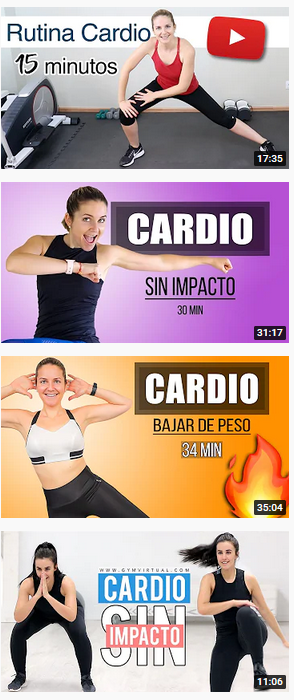 Rutina Cardio
15 minutos
17:35
CARDIO
SIN IMPACTO
30 MIN
31:17
CARDIO
BAJAR DE PESO
34 MIN
35:04
WWW.GYMVIRTUAL.COM
CARDIO
SIN
IMPACTO
11:06